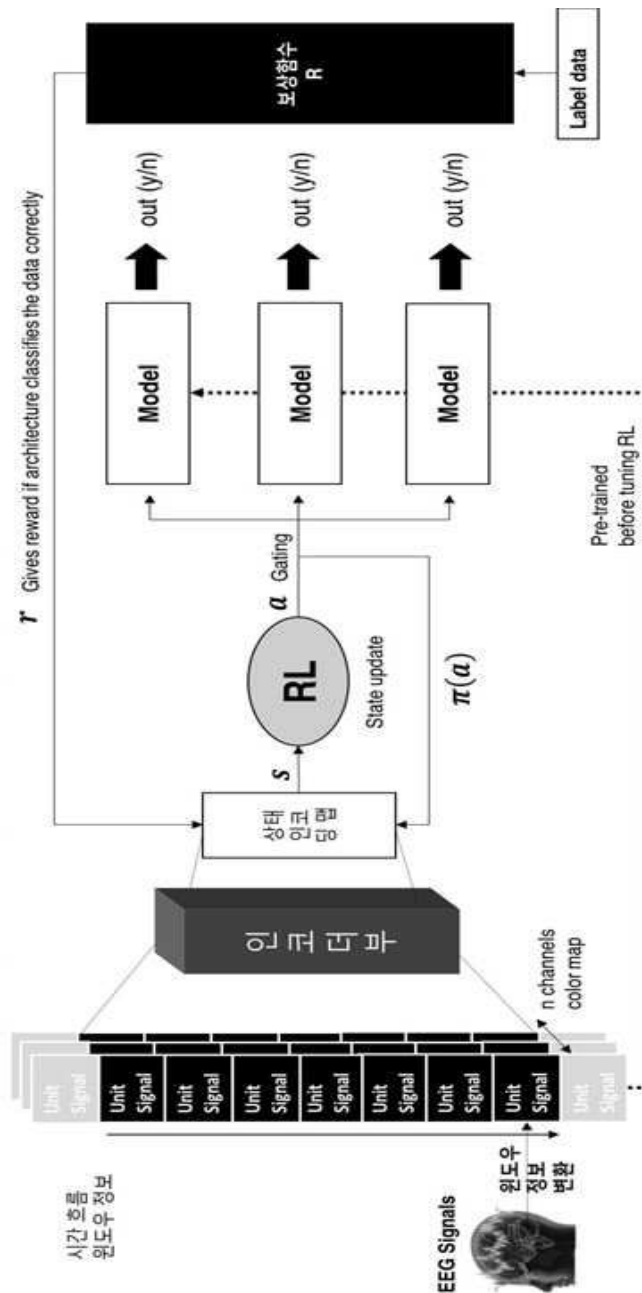 시간 흐름
윈도우 정보
EEG Signals
윈도우
정보
변환
Unit
Signal
Unit
Signal
Unit
Signal
Unit
Signal
Unit
Signal
Unit
Signal
Unit
Signal
Unit
Signal
Unit
Signal
n channels
color map
인코더부
상태
인코
딩 맵
s
RL
State update
a
Gating
π(a)
r Gives reward if architecture classifies the data correctly
Model
Model
Model
Pre-trained
before tuning RL
out (y/n)
out (y/n)
out (y/n)
보상함수
R
Label data